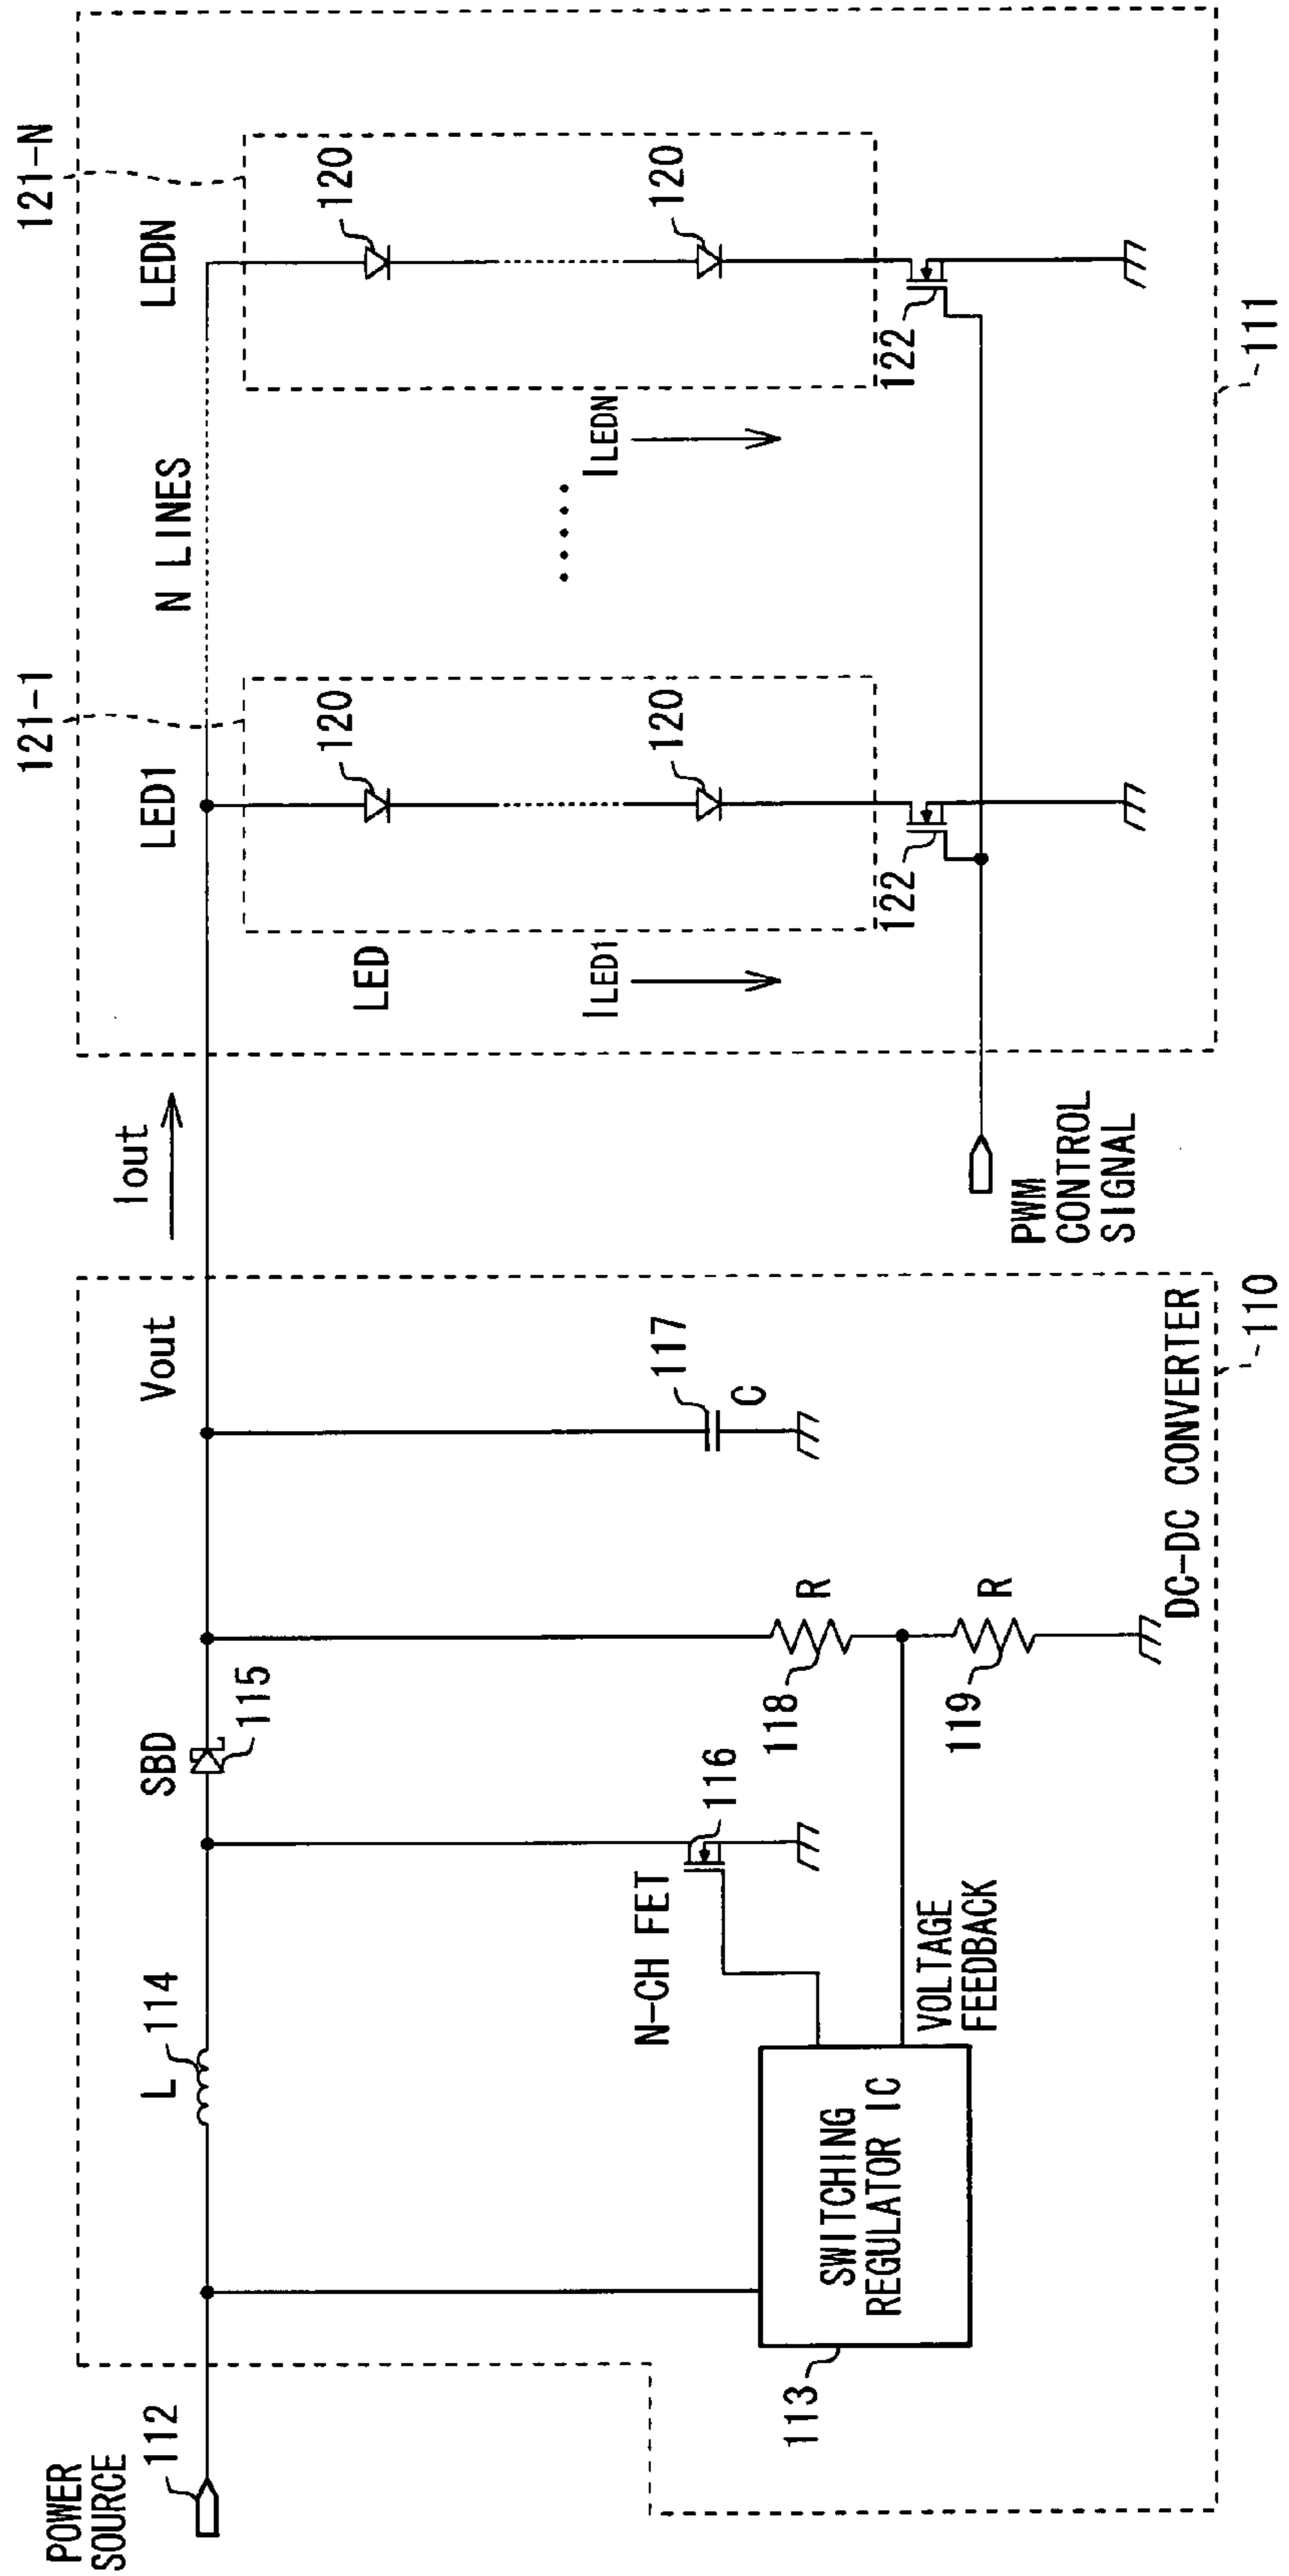 POWER
SOURCE
112
L
114
SBD
115
Vout
Iout
N-CH FET
116
117
C
SWITCHING
REGULATOR IC
113
VOLTAGE
FEEDBACK
R
118
R
119
DC-DC CONVERTER
110
121-1
LED1
N LINES
121-N
LEDN
120
120
120
120
LED
ILED1
.....
ILEDN
122
122
PWM
CONTROL
SIGNAL
111